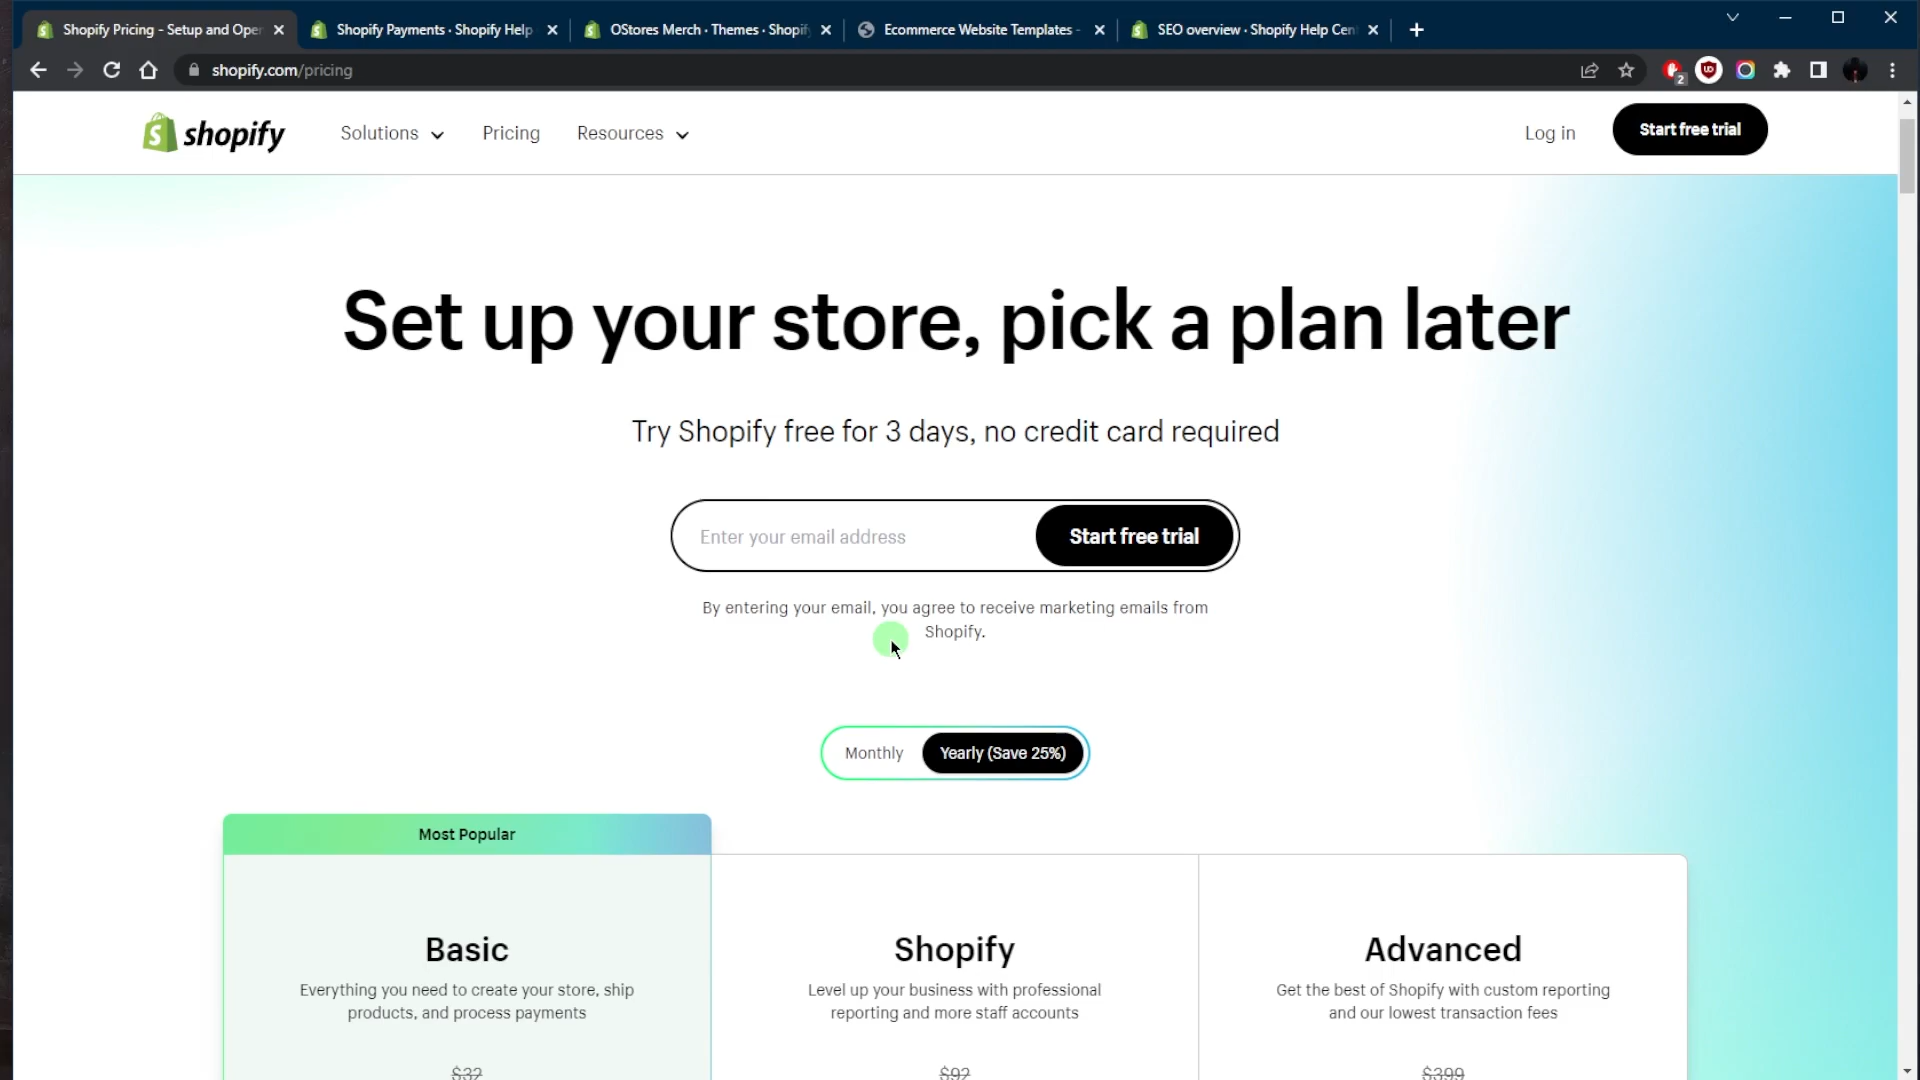 Shopify Pricing - Setup and Oper
Shopify Payments · Shopify Help
OStores Merch · Themes · Shopif
Ecommerce Website Templates -
SEO overview · Shopify Help Cen
shopify.com/pricing
2
shopify
Solutions
Pricing
Resources
Log in
Start free trial
Set up your store, pick a plan later
Try Shopify free for 3 days, no credit card required
Enter your email address
Start free trial
By entering your email, you agree to receive marketing emails from
Shopify.
Monthly
Yearly (Save 25%)
Most Popular
Basic
Everything you need to create your store, ship
products, and process payments
$32
Shopify
Level up your business with professional
reporting and more staff accounts
$92
Advanced
Get the best of Shopify with custom reporting
and our lowest transaction fees
$399